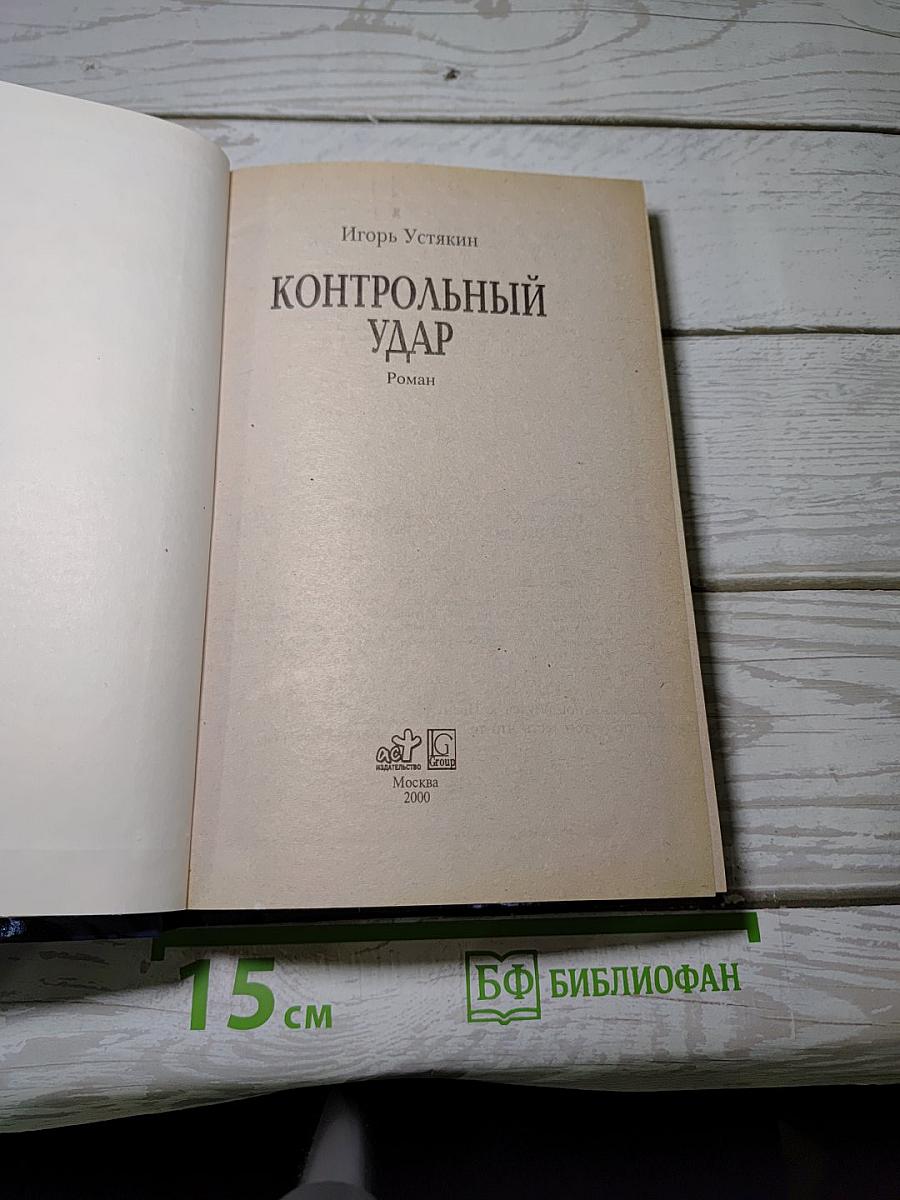 Игорь Устякин
КОНТРОЛЬНЫЙ
УДАР
Роман
аст
ИЗДАТЕЛЬСТВО
G
Group
Москва
2000
15 см
БФ БИБЛИОФАН